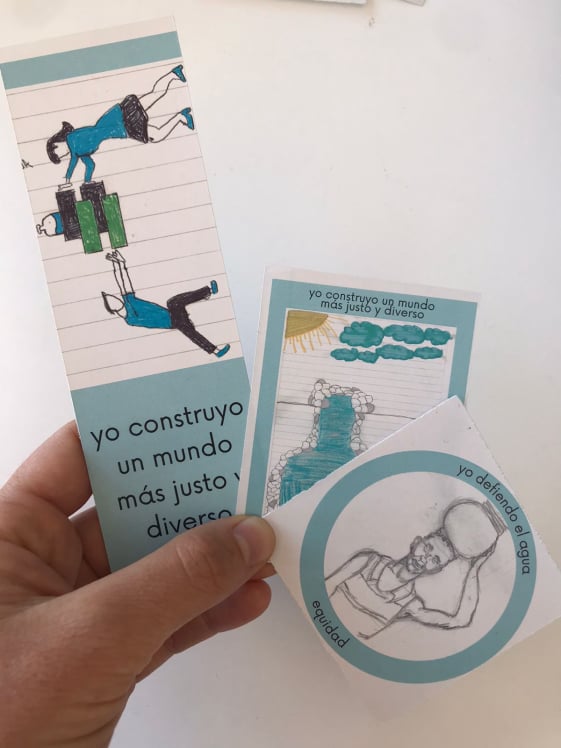 yo construyo
un mundo
más justo y
diverso
yo construyo un mundo
más justo y diverso
yo defiendo el agua
equidad